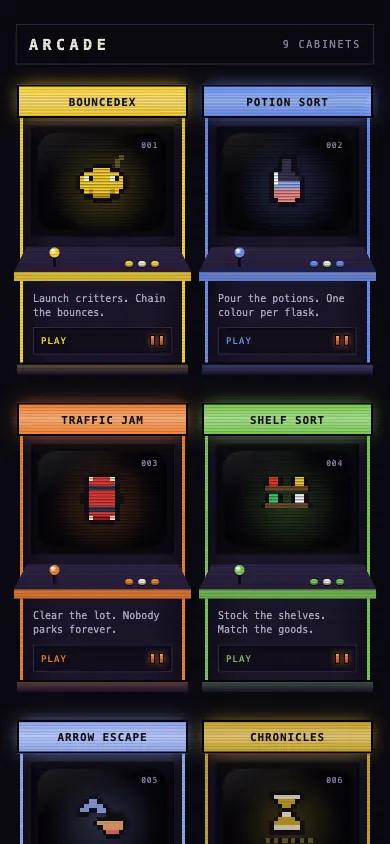 ARCADE
9 CABINETS
BOUNCEDEX
POTION SORT
001
002
Launch critters. Chain
the bounces.
Pour the potions. One
colour per flask.
PLAY
PLAY
TRAFFIC JAM
SHELF SORT
003
004
Clear the lot. Nobody
parks forever.
Stock the shelves.
Match the goods.
PLAY
PLAY
ARROW ESCAPE
CHRONICLES
005
006